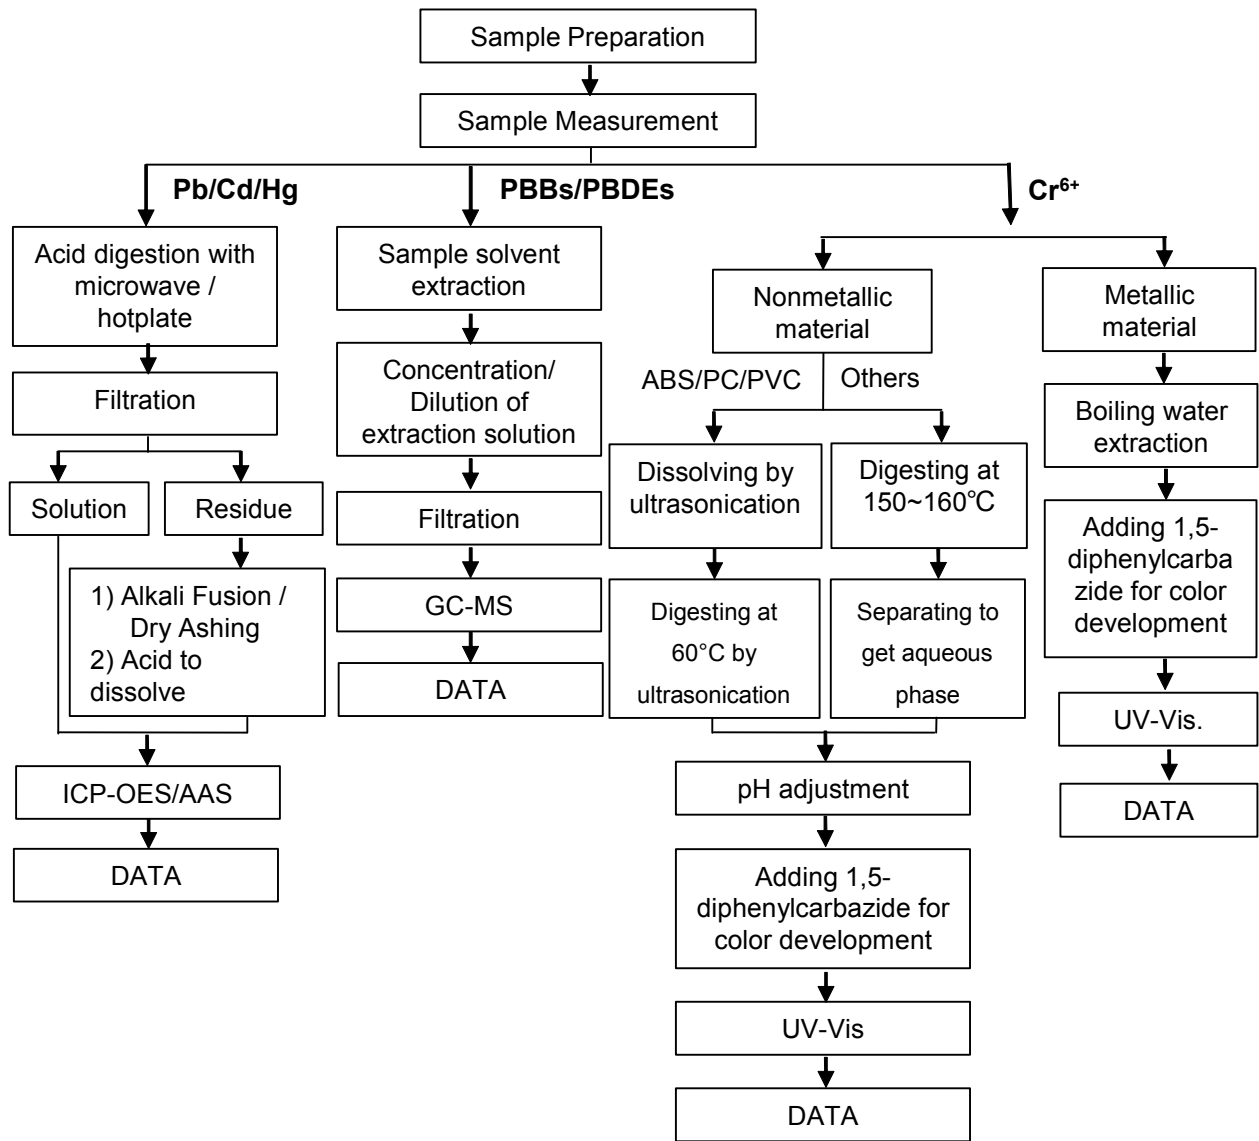 Sample Preparation
Sample Measurement
Pb/Cd/Hg
PBBs/PBDEs
Cr⁶⁺
Acid digestion with
microwave /
hotplate
Filtration
Solution
Residue
1) Alkali Fusion /
Dry Ashing
2) Acid to
dissolve
ICP-OES/AAS
DATA
Sample solvent
extraction
Concentration/
Dilution of
extraction solution
Filtration
GC-MS
DATA
Nonmetallic
material
ABS/PC/PVC
Others
Dissolving by
ultrasonication
Digesting at
60°C by
ultrasonication
Digesting at
150~160℃
Separating to
get aqueous
phase
pH adjustment
Adding 1,5-
diphenylcarbazide for
color development
UV-Vis
DATA
Metallic
material
Boiling water
extraction
Adding 1,5-
diphenylcarba
zide for color
development
UV-Vis.
DATA